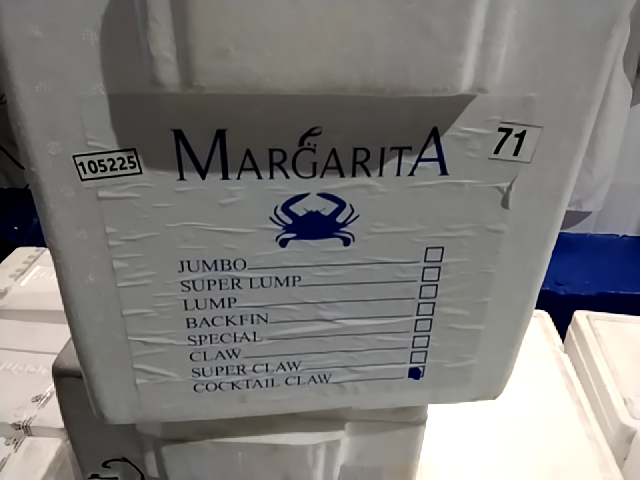 105225
MARGARITA
71
JUMBO
SUPER LUMP
LUMP
BACKFIN
SPECIAL
CLAW
SUPER CLAW
COCKTAIL CLAW